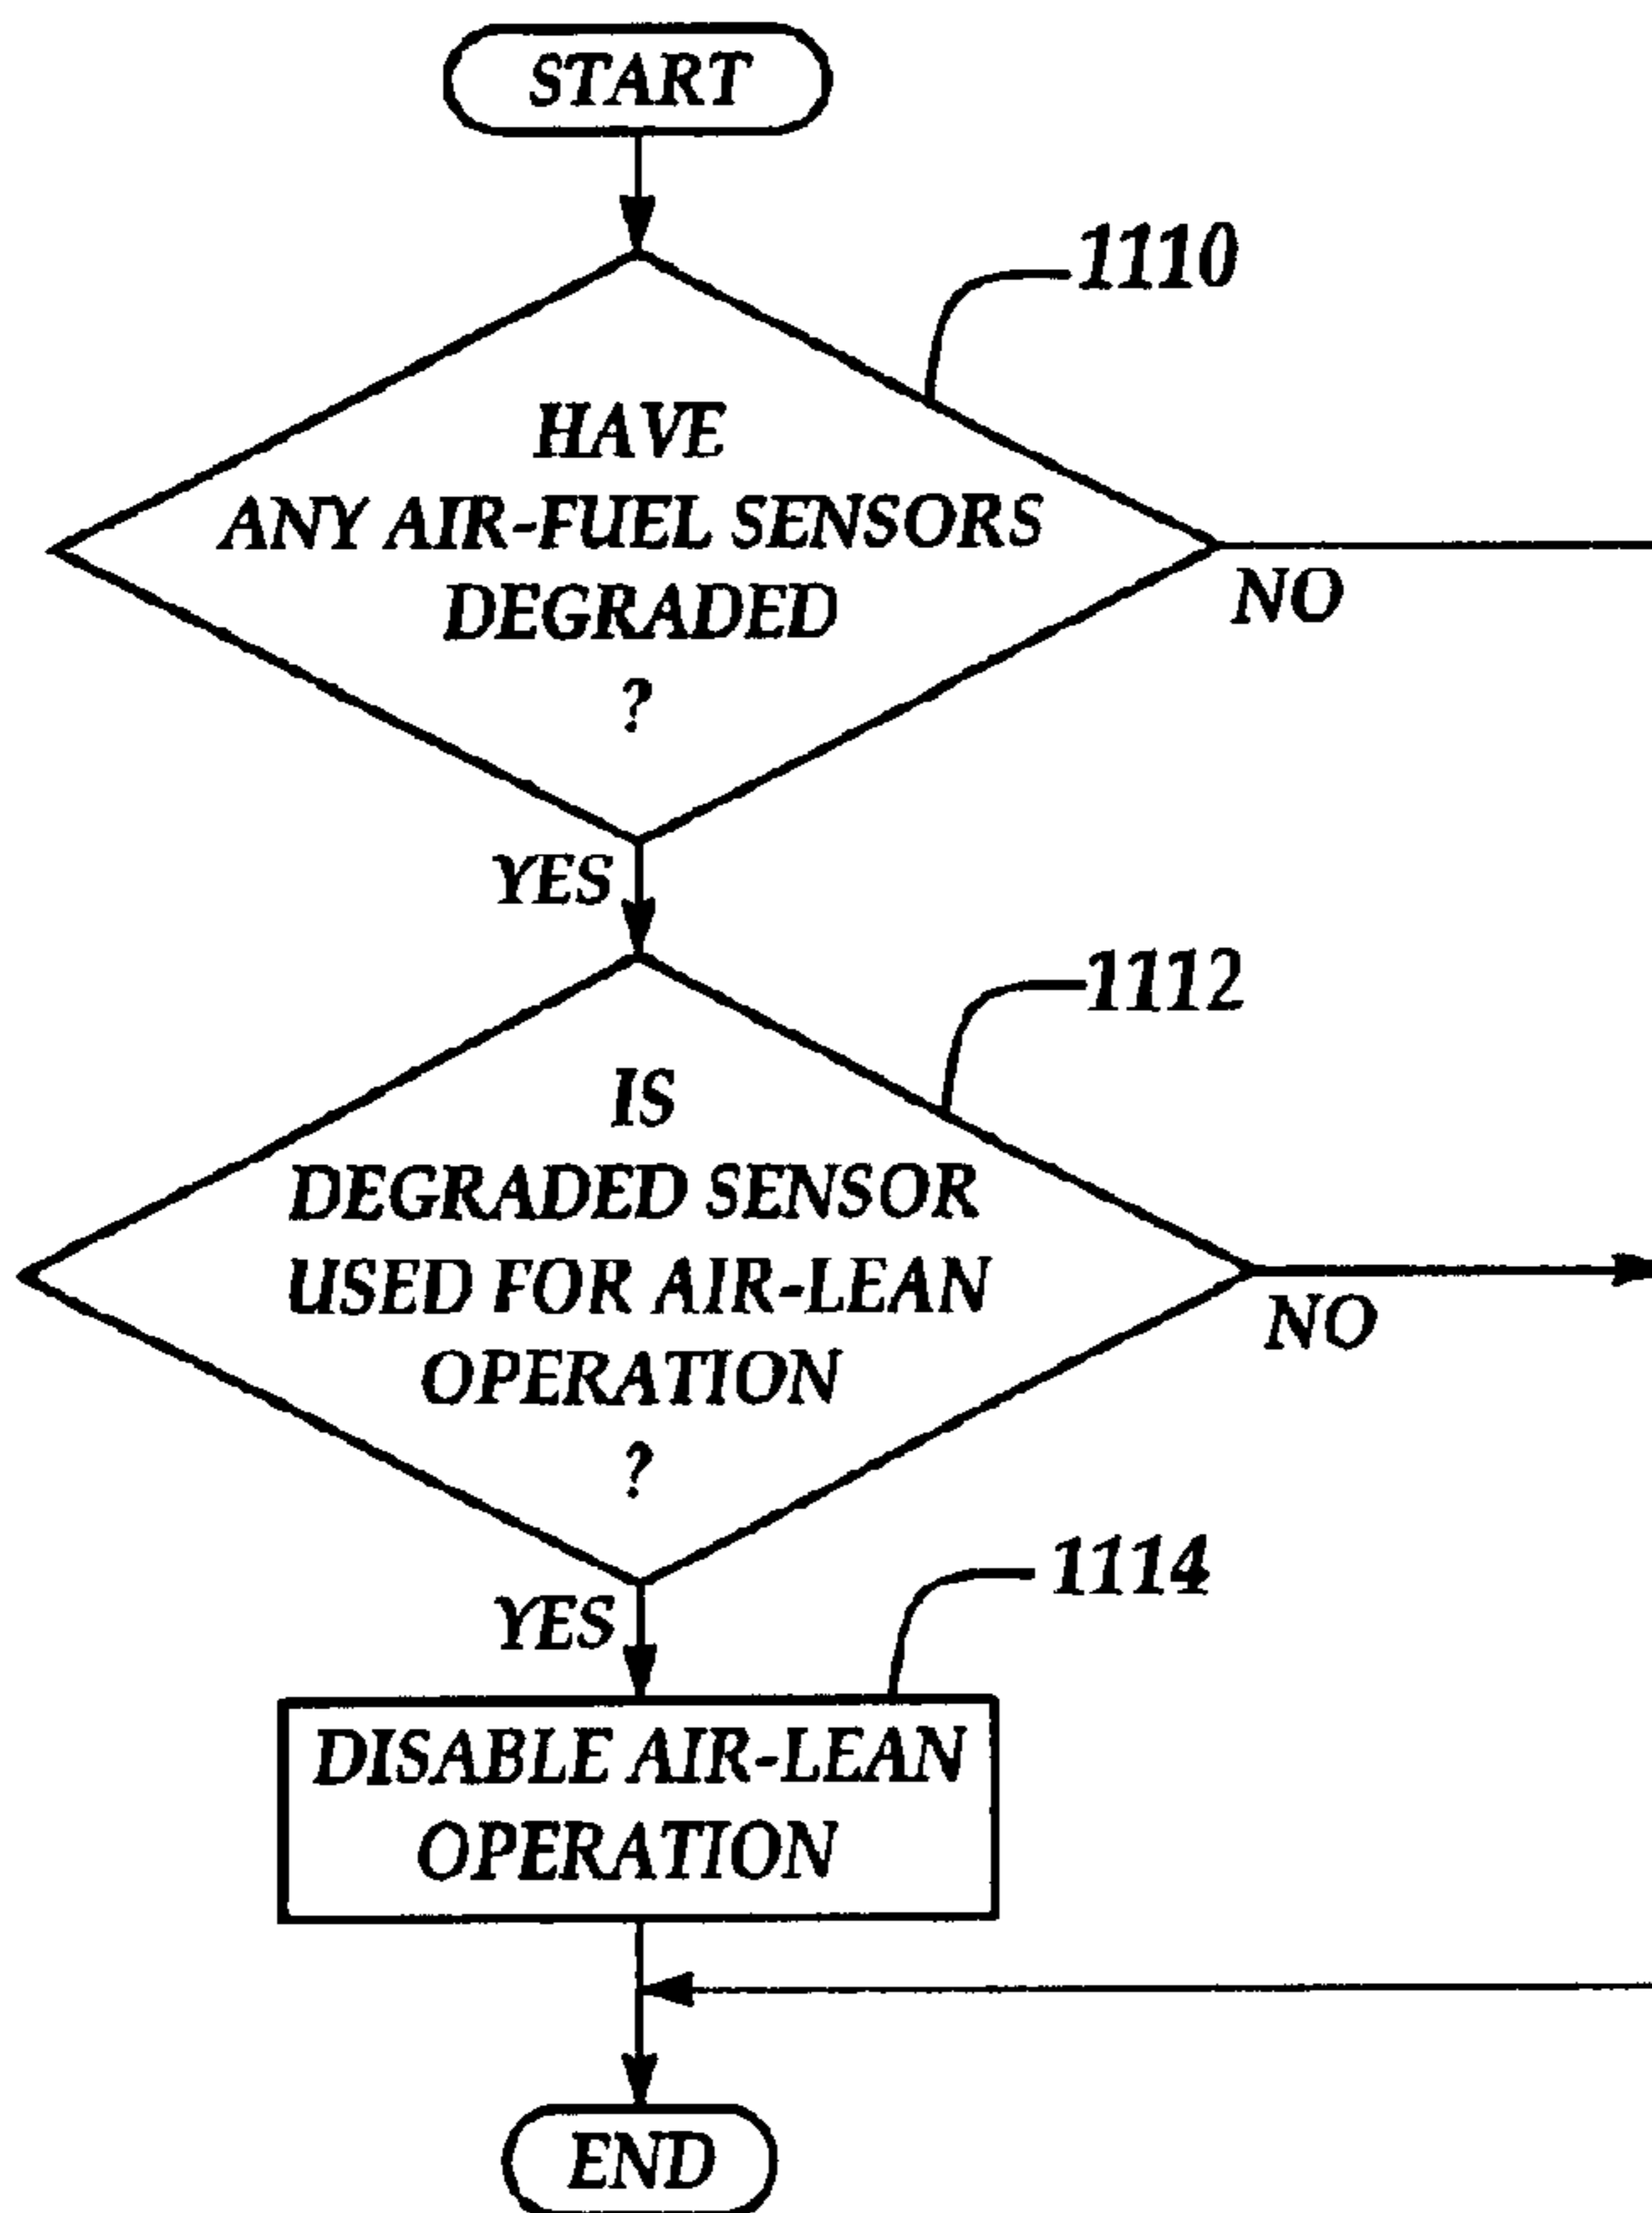 START
1110
HAVE
ANY AIR-FUEL SENSORS
DEGRADED
?
NO
YES
1112
IS
DEGRADED SENSOR
USED FOR AIR-LEAN
OPERATION
?
NO
YES
1114
DISABLE AIR-LEAN
OPERATION
END